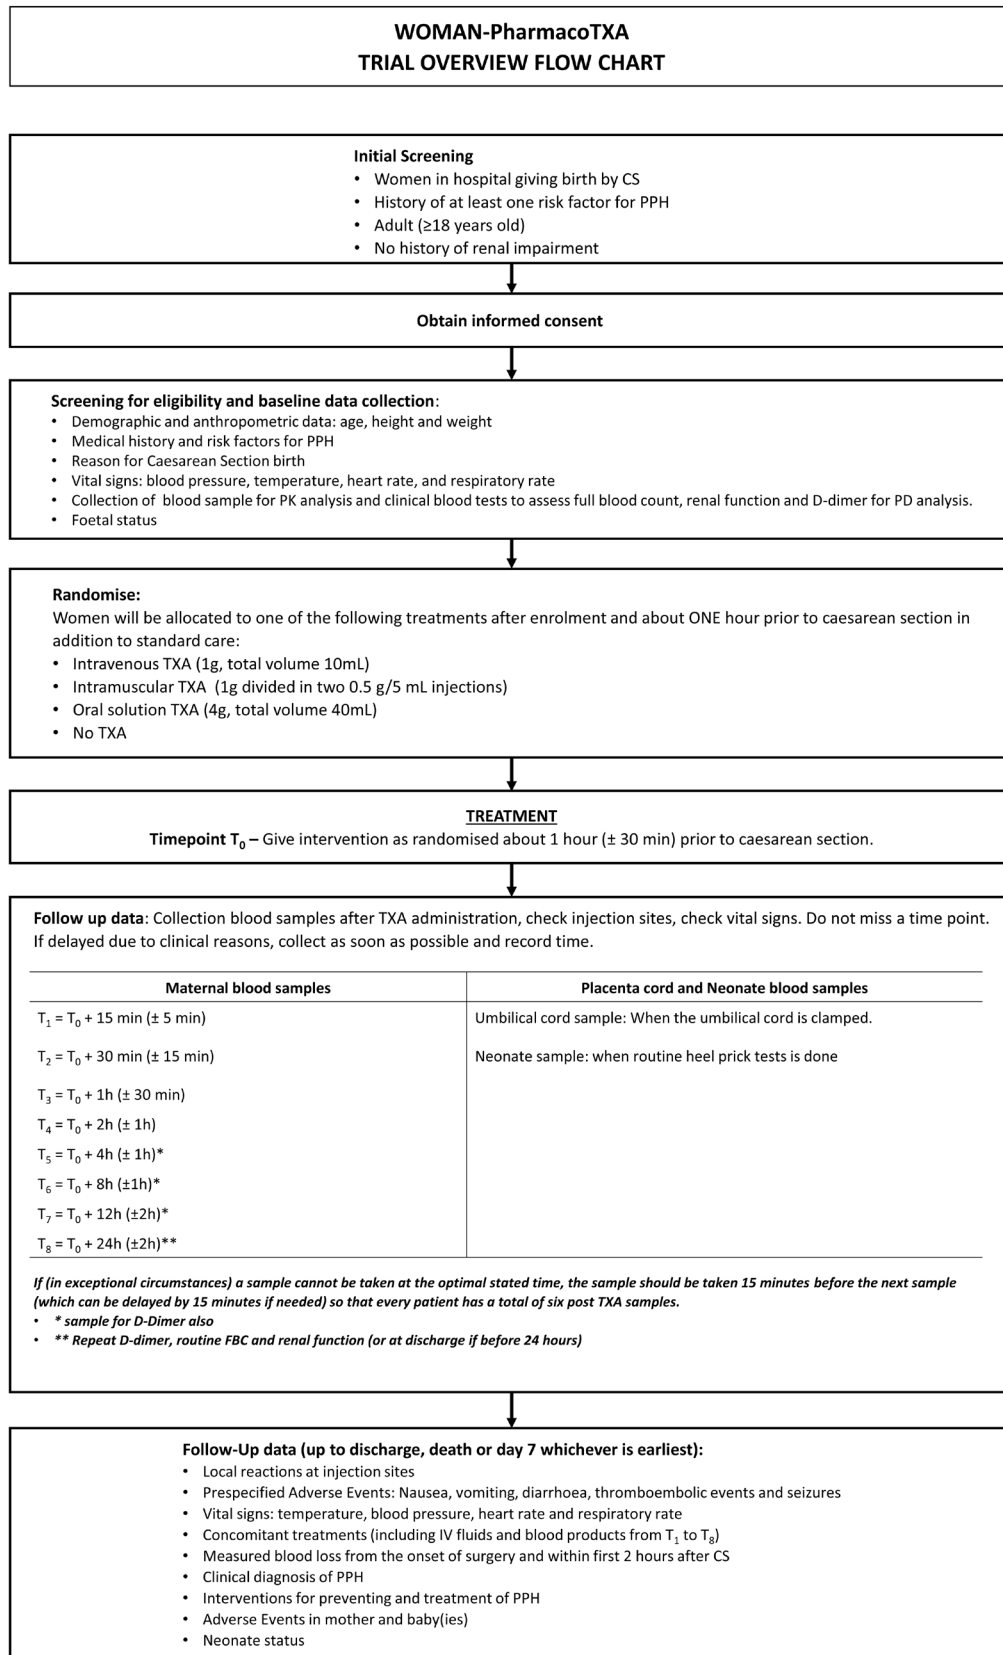 WOMAN-PharmacoTXA
TRIAL OVERVIEW FLOW CHART
Initial Screening
• Women in hospital giving birth by CS
• History of at least one risk factor for PPH
• Adult (≥18 years old)
• No history of renal impairment
Obtain informed consent
Screening for eligibility and baseline data collection:
• Demographic and anthropometric data: age, height and weight
• Medical history and risk factors for PPH
• Reason for Caesarean Section birth
• Vital signs: blood pressure, temperature, heart rate, and respiratory rate
• Collection of blood sample for PK analysis and clinical blood tests to assess full blood count, renal function and D-dimer for PD analysis.
• Foetal status
Randomise:
Women will be allocated to one of the following treatments after enrolment and about ONE hour prior to caesarean section in
addition to standard care:
• Intravenous TXA (1g, total volume 10mL)
• Intramuscular TXA (1g divided in two 0.5 g/5 mL injections)
• Oral solution TXA (4g, total volume 40mL)
• No TXA
TREATMENT
Timepoint T₀ – Give intervention as randomised about 1 hour (± 30 min) prior to caesarean section.
Follow up data: Collection blood samples after TXA administration, check injection sites, check vital signs. Do not miss a time point.
If delayed due to clinical reasons, collect as soon as possible and record time.
Maternal blood samples
Placenta cord and Neonate blood samples
T₁ = T₀ + 15 min (± 5 min)
Umbilical cord sample: When the umbilical cord is clamped.
T₂ = T₀ + 30 min (± 15 min)
Neonate sample: when routine heel prick tests is done
T₃ = T₀ + 1h (± 30 min)
T₄ = T₀ + 2h (± 1h)
T₅ = T₀ + 4h (± 1h)*
T₆ = T₀ + 8h (±1h)*
T₇ = T₀ + 12h (±2h)*
T₈ = T₀ + 24h (±2h)**
If (in exceptional circumstances) a sample cannot be taken at the optimal stated time, the sample should be taken 15 minutes before the next sample
(which can be delayed by 15 minutes if needed) so that every patient has a total of six post TXA samples.
• * sample for D-Dimer also
• ** Repeat D-dimer, routine FBC and renal function (or at discharge if before 24 hours)
Follow-Up data (up to discharge, death or day 7 whichever is earliest):
• Local reactions at injection sites
• Prespecified Adverse Events: Nausea, vomiting, diarrhoea, thromboembolic events and seizures
• Vital signs: temperature, blood pressure, heart rate and respiratory rate
• Concomitant treatments (including IV fluids and blood products from T₁ to T₈)
• Measured blood loss from the onset of surgery and within first 2 hours after CS
• Clinical diagnosis of PPH
• Interventions for preventing and treatment of PPH
• Adverse Events in mother and baby(ies)
• Neonate status